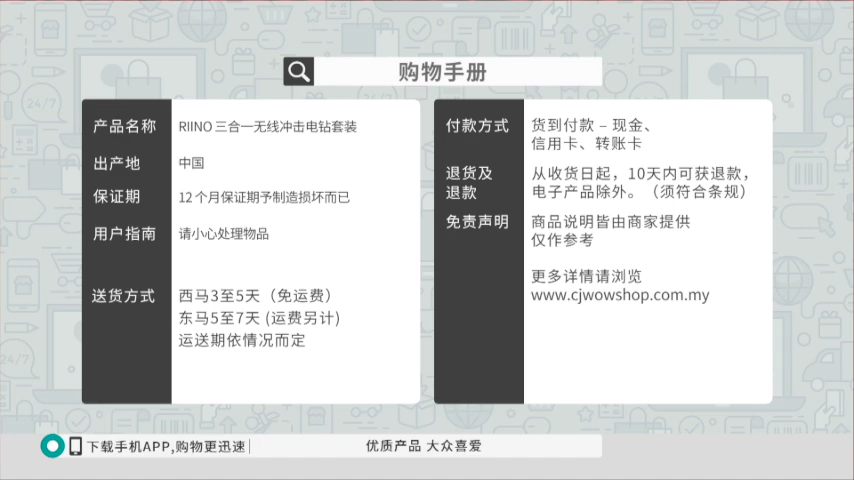 购物手册
产品名称 RIINO 三合一无线冲击电钻套装
出产地 中国
保证期 12 个月保证期予制造损坏而已
用户指南 请小心处理物品
送货方式 西马3至5天（免运费）
东马5至7天 (运费另计)
运送期依情况而定
付款方式 货到付款 – 现金、
信用卡、转账卡
退货及
退款
从收货日起，10天内可获退款，
电子产品除外。（须符合条规）
免责声明 商品说明皆由商家提供
仅作参考
更多详情请浏览
www.cjwowshop.com.my
下载手机APP,购物更迅速
优质产品 大众喜爱
24/7
24/7